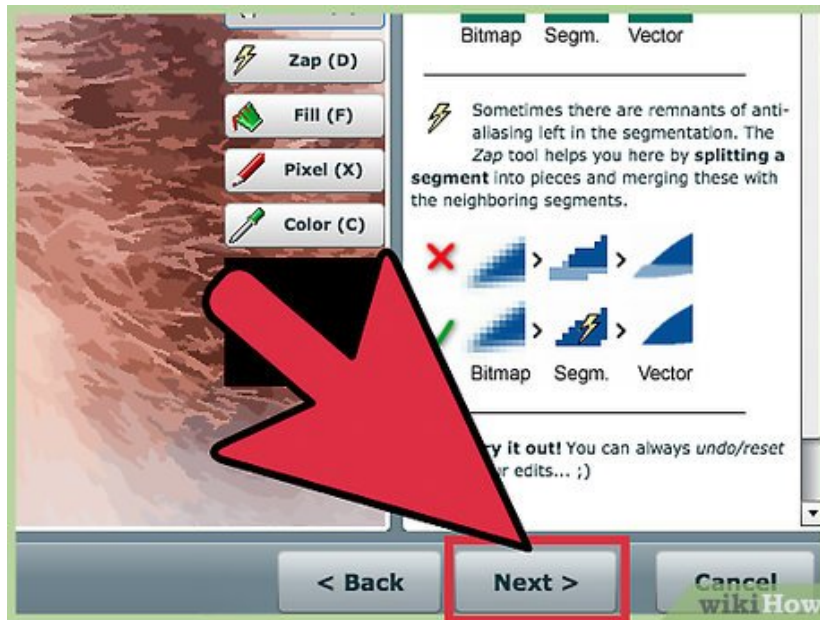 Zap (D)
Fill (F)
Pixel (X)
Color (C)
Bitmap Segm. Vector
Sometimes there are remnants of anti-
aliasing left in the segmentation. The
Zap tool helps you here by splitting a
segment into pieces and merging these with
the neighboring segments.
Bitmap Segm. Vector
it out! You can always undo/reset
edits... ;)
< Back Next > Cancel
wikiHow